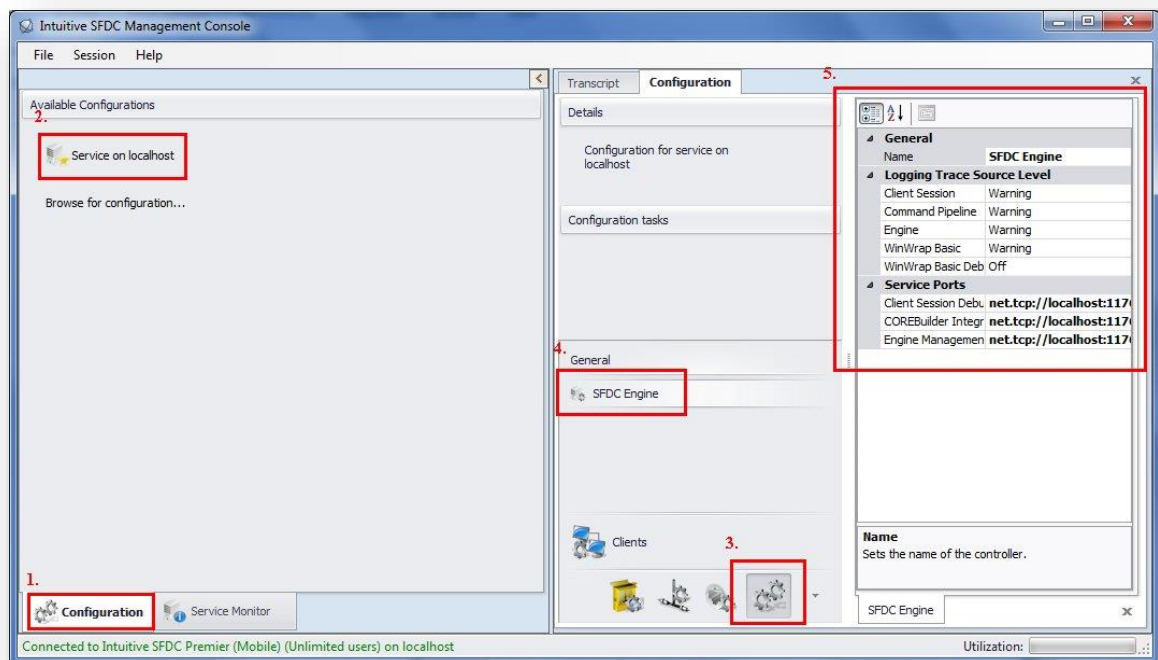 Intuitive SFDC Management Console
File Session Help
Available Configurations
2.
Service on localhost
Browse for configuration...
1.
Configuration
Service Monitor
Transcript
Configuration
Details
Configuration for service on
localhost
Configuration tasks
4.
General
SFDC Engine
Clients
3.
5.
General
Name SFDC Engine
Logging Trace Source Level
Client Session Warning
Command Pipeline Warning
Engine Warning
WinWrap Basic Warning
WinWrap Basic Deb Off
Service Ports
Client Session Debu net.tcp://localhost:117
COREBuilder Integr net.tcp://localhost:117
Engine Managemen net.tcp://localhost:117
Name
Sets the name of the controller.
SFDC Engine
Connected to Intuitive SFDC Premier (Mobile) (Unlimited users) on localhost
Utilization: